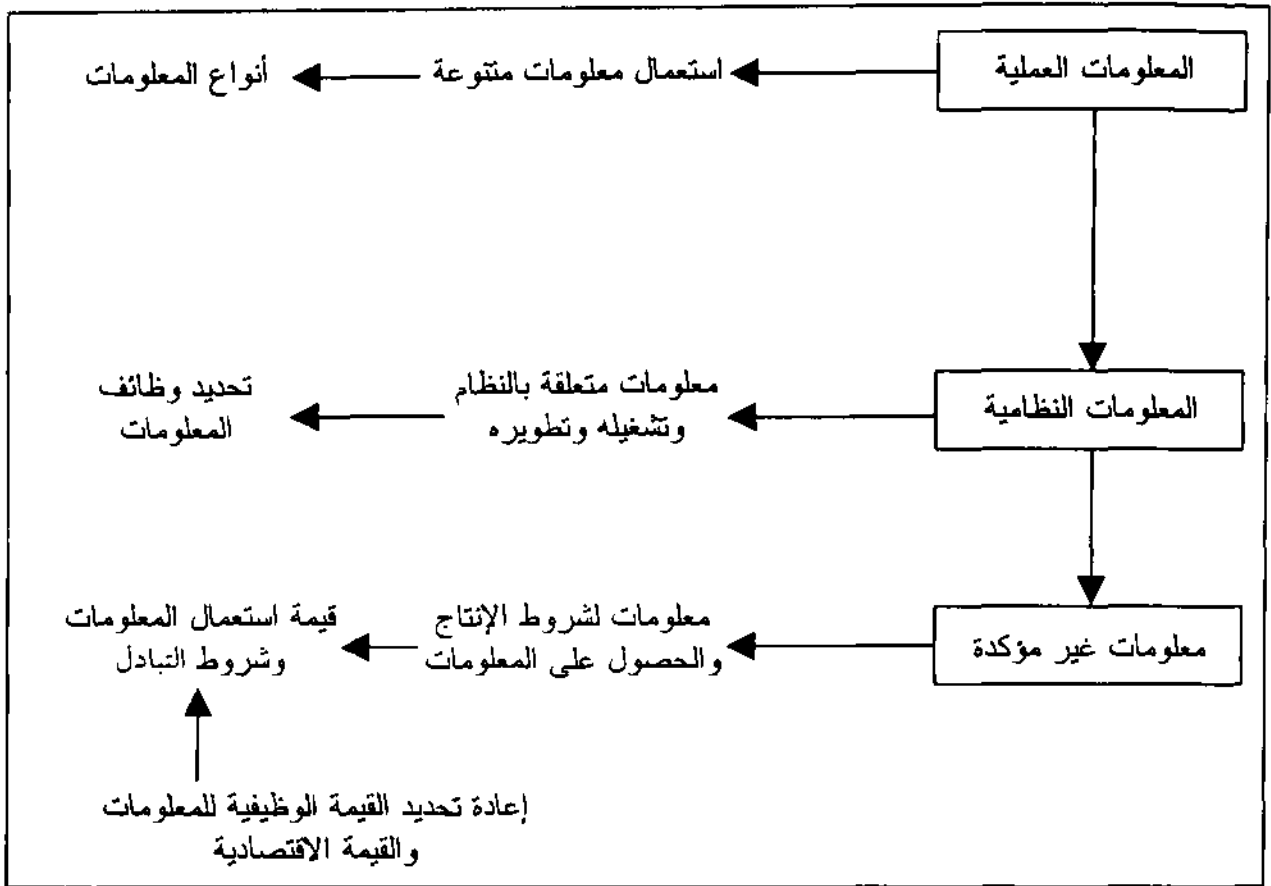 المعلومات العملية
استعمال معلومات متنوعة
أنواع المعلومات
المعلومات النظامية
معلومات متعلقة بالنظام
وتشغيله وتطويره
تحديد وظائف
المعلومات
معلومات غير مؤكدة
معلومات لشروط الإنتاج
والحصول على المعلومات
قيمة استعمال المعلومات
وشروط التبادل
إعادة تحديد القيمة الوظيفية للمعلومات
والقيمة الاقتصادية